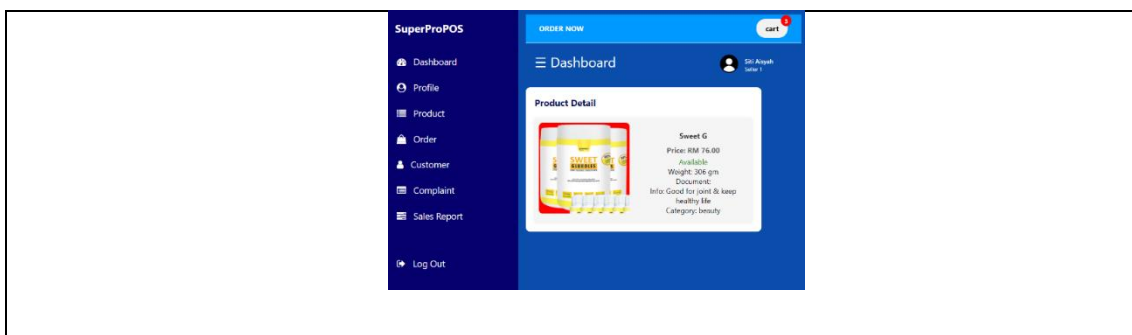 SuperProPOS
Dashboard
Profile
Product
Order
Customer
Complaint
Sales Report
Log Out
ORDER NOW
cart
3
Dashboard
Siti Aisyah
Product Detail
SWEET
Sweet G
Price: RM 76.00
Available
Weight: 306 gm
Document:
Info: Good for joint & keep
healthy life
Category: beauty